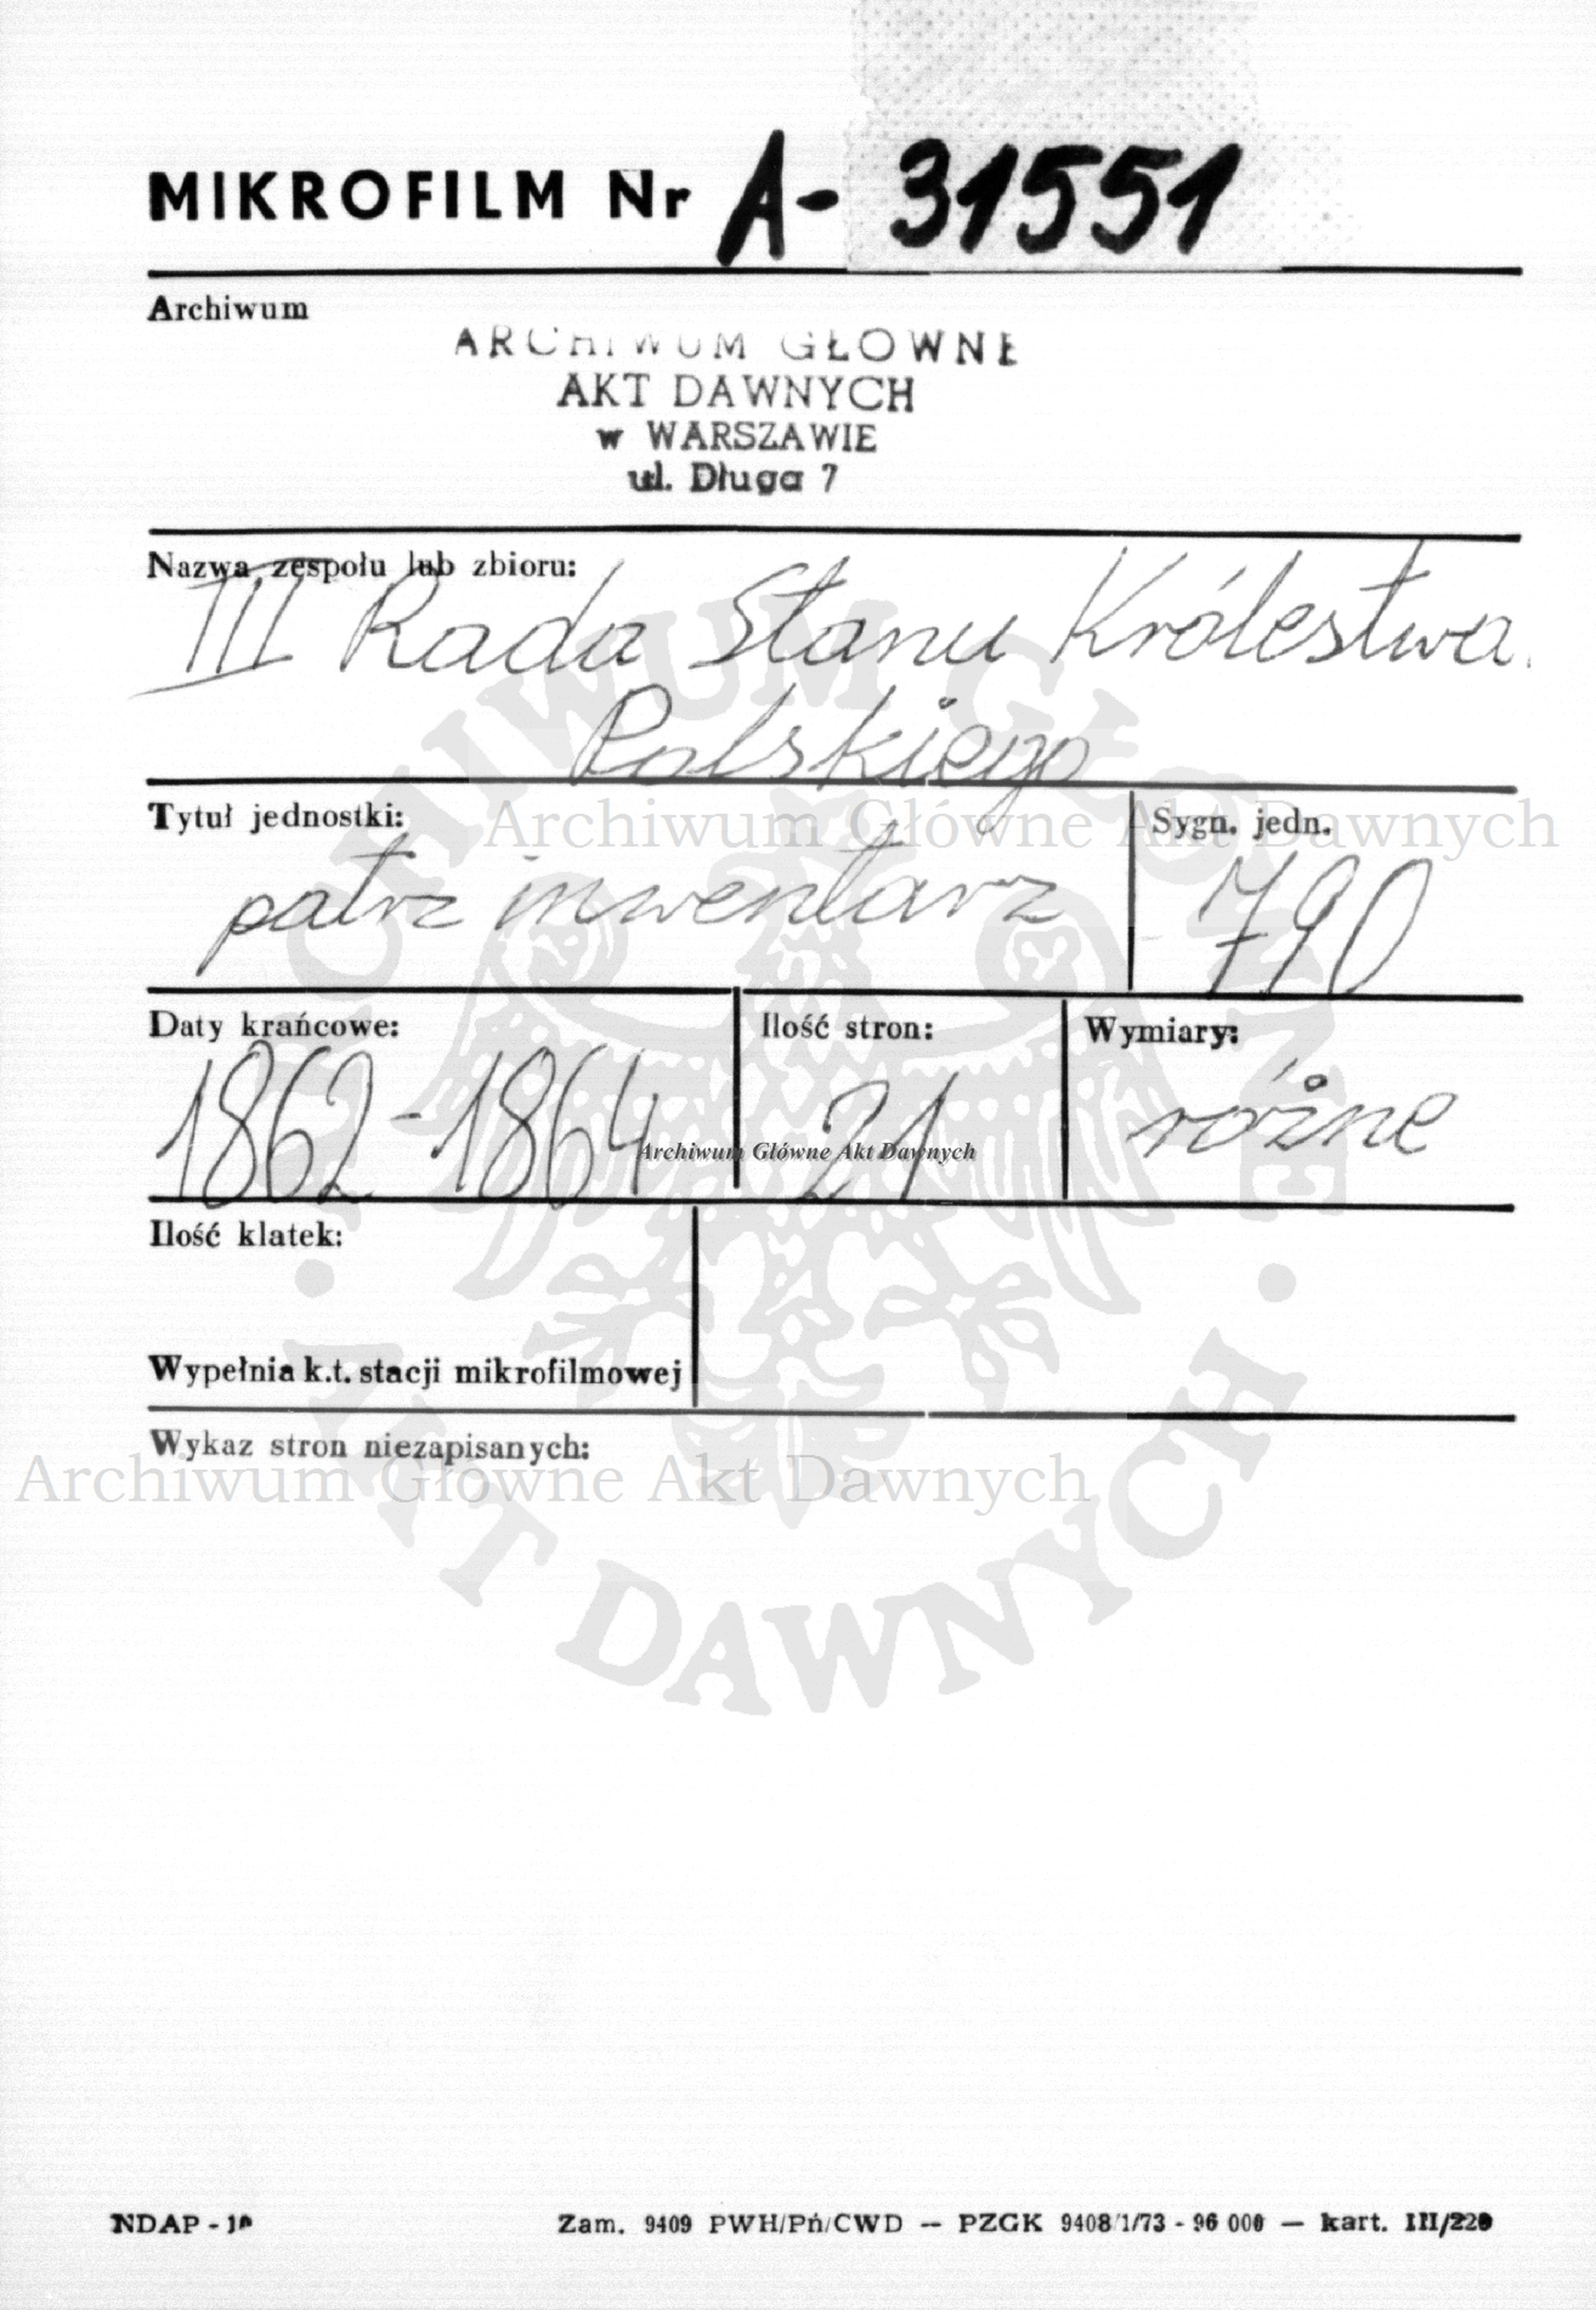 MIKROFILM Nr A- 31551
Archiwum
ARCHIWUM GŁOWNE
AKT DAWNYCH
w WARSZAWIE
ul. Długa 7
Nazwa zespołu lub zbioru:
III Rada Stanu Królestwa
Polskiego
Tytuł jednostki:
Sygn. jedn.
Archiwum Główne Akt Dawnych
patrz inwentarz
790
Daty krańcowe:
Ilość stron:
Wymiary:
1862-1864
21
różne
Archiwum Główne Akt Dawnych
Ilość klatek:
Wypełnia k.t. stacji mikrofilmowej
Wykaz stron niezapisanych:
Archiwum Główne Akt Dawnych
ARCHIWUM GŁÓWNE
AKT DAWNYCH
NDAP -
Zam. 9409 PWH/Pń/CWD — PZGK 9408/1/73 - 96 000 — kart. III/220